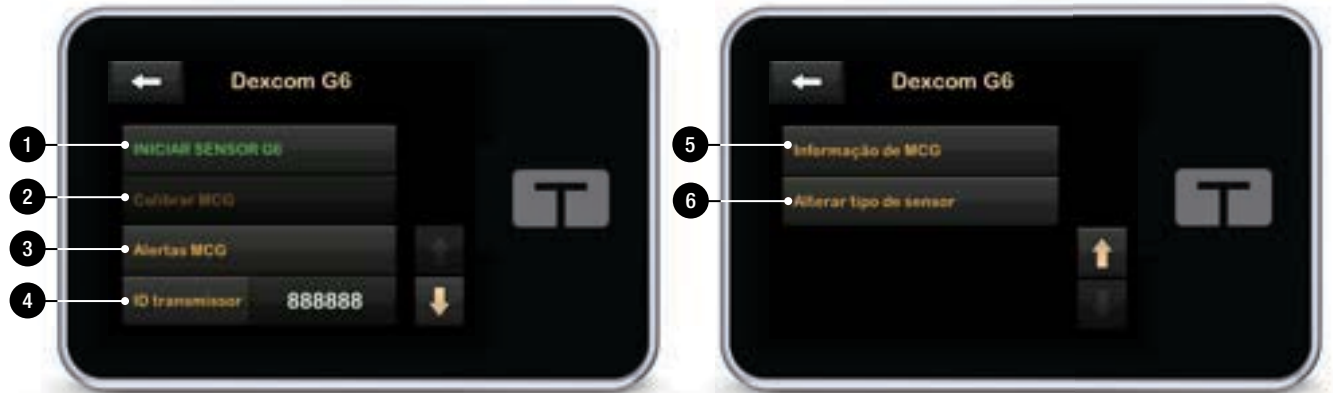 Dexcom G6
1 INICIAR SENSOR G6
2 Calibrar MCG
3 Alertas MCG
4 ID transmissor 888888
Dexcom G6
5 Informação de MCG
6 Alterar tipo de sensor